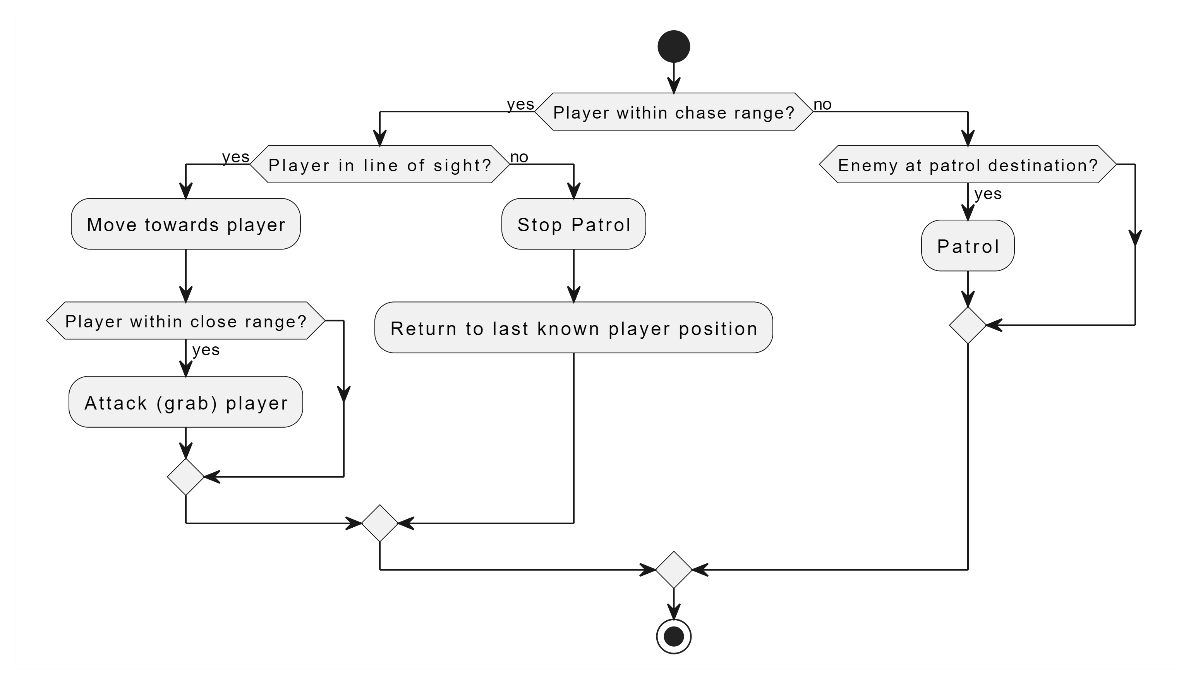 Player within chase range?
yes
no
Player in line of sight?
yes
no
Enemy at patrol destination?
yes
Move towards player
Stop Patrol
Patrol
Player within close range?
yes
Return to last known player position
Attack (grab) player